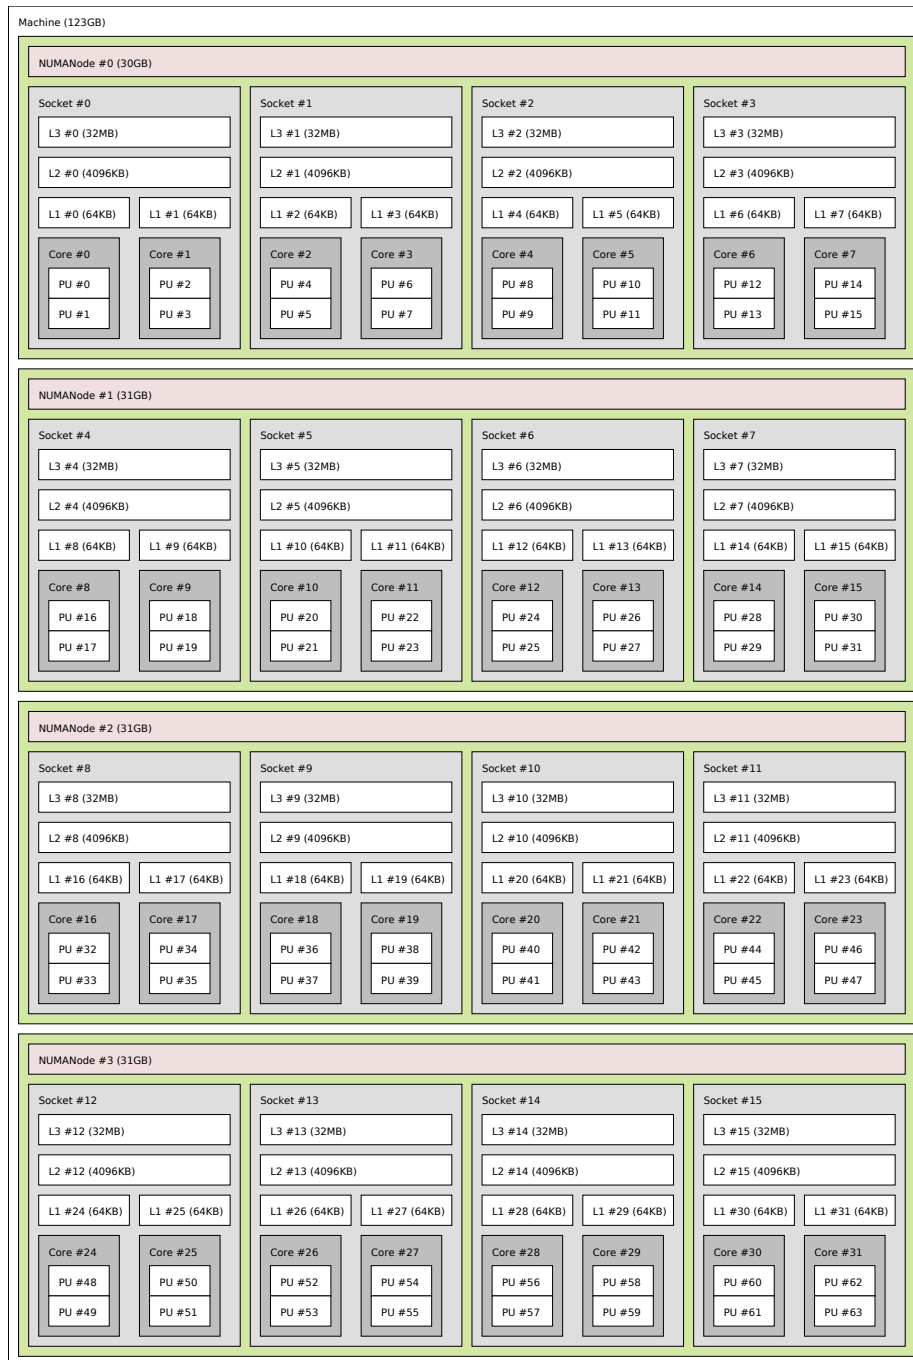 Machine (123GB)
NUMANode #0 (30GB)
Socket #0 Socket #1 Socket #2 Socket #3
L3 #0 (32MB) L3 #1 (32MB) L3 #2 (32MB) L3 #3 (32MB)
L2 #0 (4096KB) L2 #1 (4096KB) L2 #2 (4096KB) L2 #3 (4096KB)
L1 #0 (64KB) L1 #1 (64KB) L1 #2 (64KB) L1 #3 (64KB) L1 #4 (64KB) L1 #5 (64KB) L1 #6 (64KB) L1 #7 (64KB)
Core #0 Core #1 Core #2 Core #3 Core #4 Core #5 Core #6 Core #7
PU #0 PU #2 PU #4 PU #6 PU #8 PU #10 PU #12 PU #14
PU #1 PU #3 PU #5 PU #7 PU #9 PU #11 PU #13 PU #15
NUMANode #1 (31GB)
Socket #4 Socket #5 Socket #6 Socket #7
L3 #4 (32MB) L3 #5 (32MB) L3 #6 (32MB) L3 #7 (32MB)
L2 #4 (4096KB) L2 #5 (4096KB) L2 #6 (4096KB) L2 #7 (4096KB)
L1 #8 (64KB) L1 #9 (64KB) L1 #10 (64KB) L1 #11 (64KB) L1 #12 (64KB) L1 #13 (64KB) L1 #14 (64KB) L1 #15 (64KB)
Core #8 Core #9 Core #10 Core #11 Core #12 Core #13 Core #14 Core #15
PU #16 PU #18 PU #20 PU #22 PU #24 PU #26 PU #28 PU #30
PU #17 PU #19 PU #21 PU #23 PU #25 PU #27 PU #29 PU #31
NUMANode #2 (31GB)
Socket #8 Socket #9 Socket #10 Socket #11
L3 #8 (32MB) L3 #9 (32MB) L3 #10 (32MB) L3 #11 (32MB)
L2 #8 (4096KB) L2 #9 (4096KB) L2 #10 (4096KB) L2 #11 (4096KB)
L1 #16 (64KB) L1 #17 (64KB) L1 #18 (64KB) L1 #19 (64KB) L1 #20 (64KB) L1 #21 (64KB) L1 #22 (64KB) L1 #23 (64KB)
Core #16 Core #17 Core #18 Core #19 Core #20 Core #21 Core #22 Core #23
PU #32 PU #34 PU #36 PU #38 PU #40 PU #42 PU #44 PU #46
PU #33 PU #35 PU #37 PU #39 PU #41 PU #43 PU #45 PU #47
NUMANode #3 (31GB)
Socket #12 Socket #13 Socket #14 Socket #15
L3 #12 (32MB) L3 #13 (32MB) L3 #14 (32MB) L3 #15 (32MB)
L2 #12 (4096KB) L2 #13 (4096KB) L2 #14 (4096KB) L2 #15 (4096KB)
L1 #24 (64KB) L1 #25 (64KB) L1 #26 (64KB) L1 #27 (64KB) L1 #28 (64KB) L1 #29 (64KB) L1 #30 (64KB) L1 #31 (64KB)
Core #24 Core #25 Core #26 Core #27 Core #28 Core #29 Core #30 Core #31
PU #48 PU #50 PU #52 PU #54 PU #56 PU #58 PU #60 PU #62
PU #49 PU #51 PU #53 PU #55 PU #57 PU #59 PU #61 PU #63